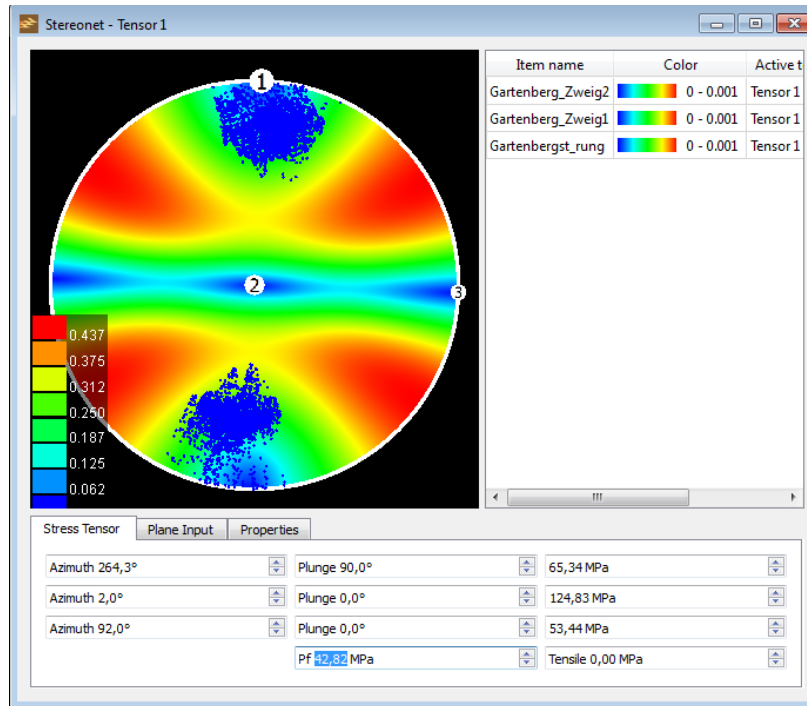 Stereonet - Tensor 1
Item name Color Active t
Gartenberg_Zweig2 0 - 0.001 Tensor 1
Gartenberg_Zweig1 0 - 0.001 Tensor 1
Gartenbergst_rung 0 - 0.001 Tensor 1
1
2
3
0.437
0.375
0.312
0.250
0.187
0.125
0.062
Stress Tensor Plane Input Properties
Azimuth 264,3° Plunge 90,0° 65,34 MPa
Azimuth 2,0° Plunge 0,0° 124,83 MPa
Azimuth 92,0° Plunge 0,0° 53,44 MPa
Pf 42,82 MPa Tensile 0,00 MPa